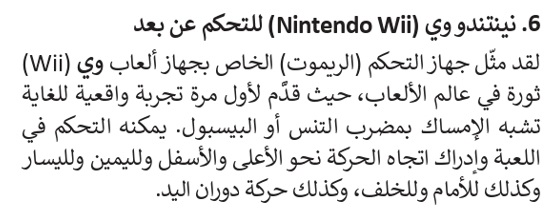 6. نينتندو وي (Nintendo Wii) للتحكم عن بعد
لقد مثّل جهاز التحكم (الريموت) الخاص بجهاز ألعاب وي (Wii)
ثورة في عالم الألعاب، حيث قدَّم لأول مرة تجربة واقعية للغاية
تشبه الإمساك بمضرب التنس أو البيسبول. يمكنه التحكم في
اللعبة وإدراك اتجاه الحركة نحو الأعلى والأسفل ولليمين ولليسار
وكذلك للأمام وللخلف، وكذلك حركة دوران اليد.